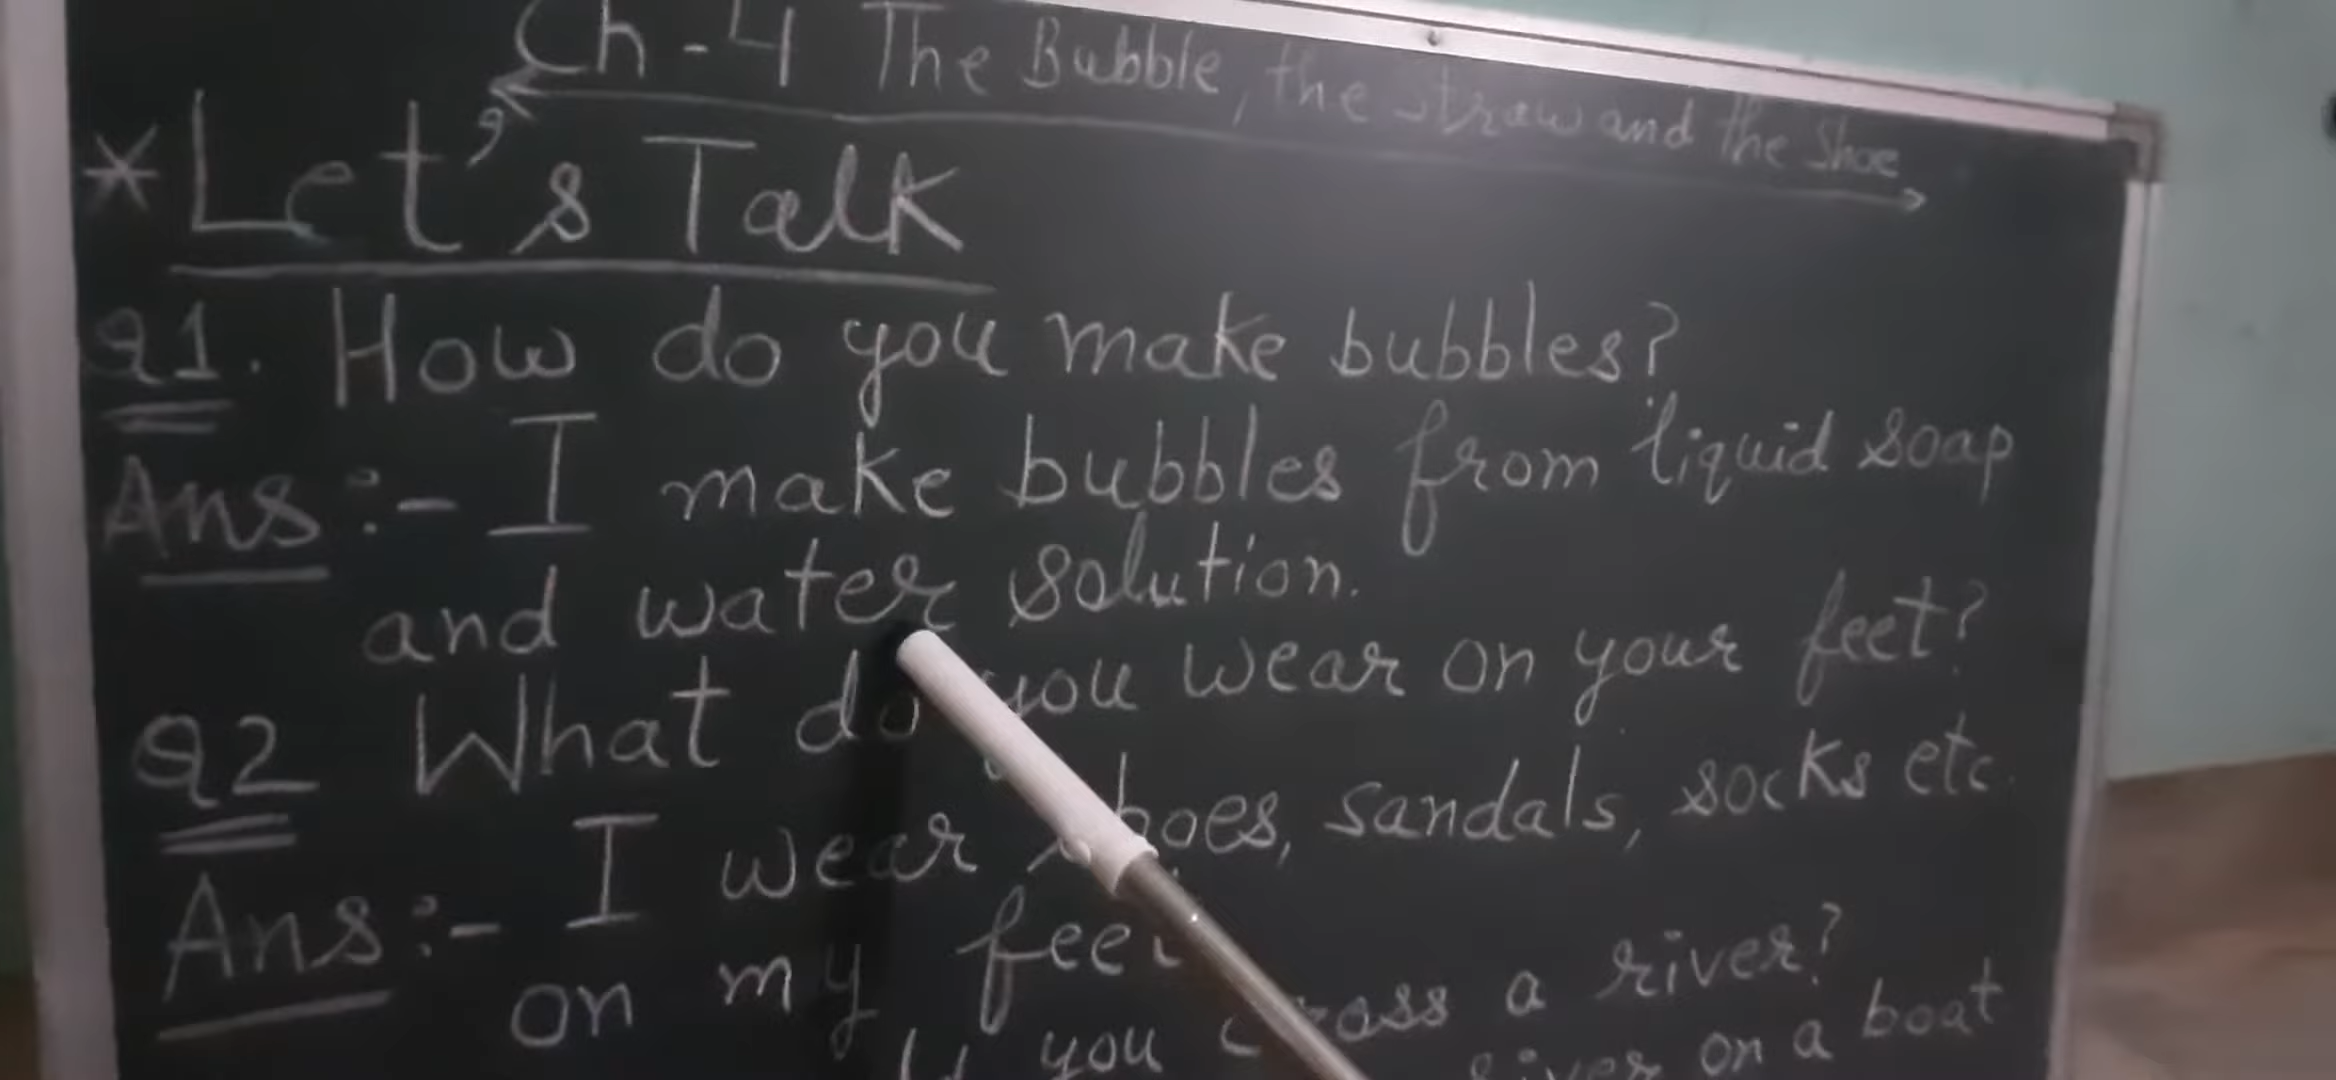 Ch-4 The Bubble, the straw and the Shoe
* Let's Talk
Q1. How do you make bubbles?
Ans:- I make bubbles from liquid soap
and water solution.
Q2 What do you wear on your feet?
Ans:- I wear shoes, sandals, socks etc.
on my feet
you cross a river?
river on a boat